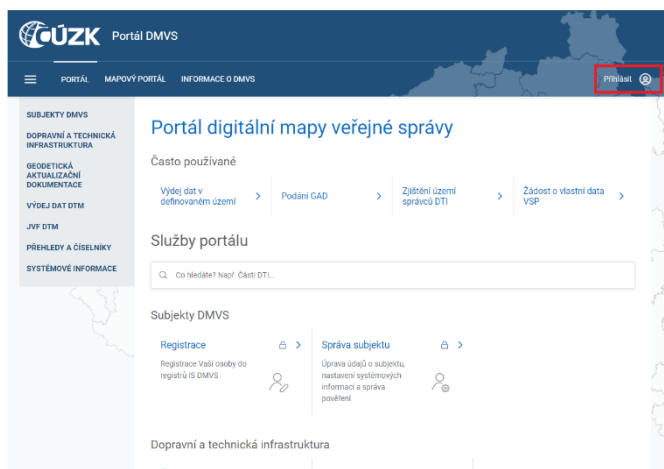 ČÚZK Portál DMVS
PORTÁL MAPOVÝ PORTÁL INFORMACE O DMVS Přihlásit
SUBJEKTY DMVS
DOPRAVNÍ A TECHNICKÁ
INFRASTRUKTURA
GEODETICKÁ
AKTUALIZAČNÍ
DOKUMENTACE
VÝDEJ DAT DTM
JVF DTM
PŘEHLEDY A ČÍSELNÍKY
SYSTÉMOVÉ INFORMACE
Portál digitální mapy veřejné správy
Často používané
Výdej dat v
definovaném území
Podání GAD
Zjištění území
správců DTI
Žádost o vlastní data
VSP
Služby portálu
Co hledáte? Např. Části DTI...
Subjekty DMVS
Registrace
Registrace Vaší osoby do
registrů IS DMVS
Správa subjektu
Úprava údajů o subjektu,
nastavení systémových
informací a správa
pověření
Dopravní a technická infrastruktura